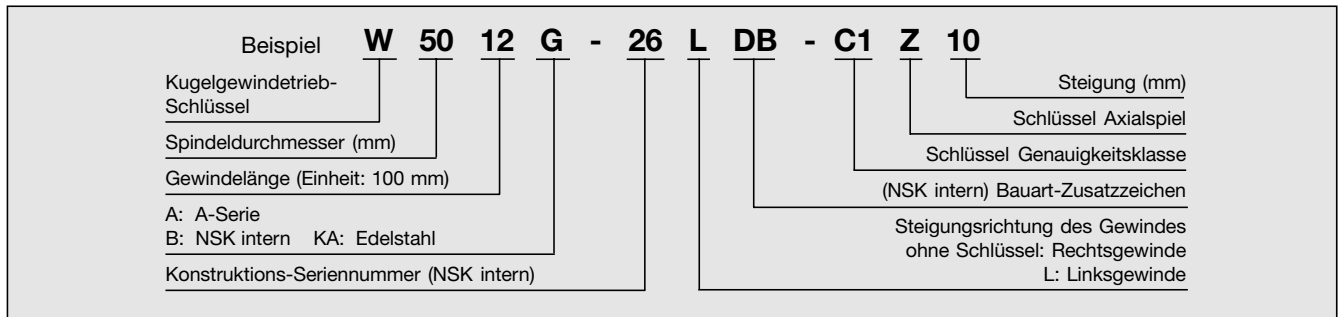 Beispiel W 50 12 G - 26 L DB - C1 Z 10
Kugelgewindetrieb-
Schlüssel
Spindeldurchmesser (mm)
Gewindelänge (Einheit: 100 mm)
A: A-Serie
B: NSK intern KA: Edelstahl
Konstruktions-Seriennummer (NSK intern)
Steigung (mm)
Schlüssel Axialspiel
Schlüssel Genauigkeitsklasse
(NSK intern) Bauart-Zusatzzeichen
Steigungsrichtung des Gewindes
ohne Schlüssel: Rechtsgewinde
L: Linksgewinde